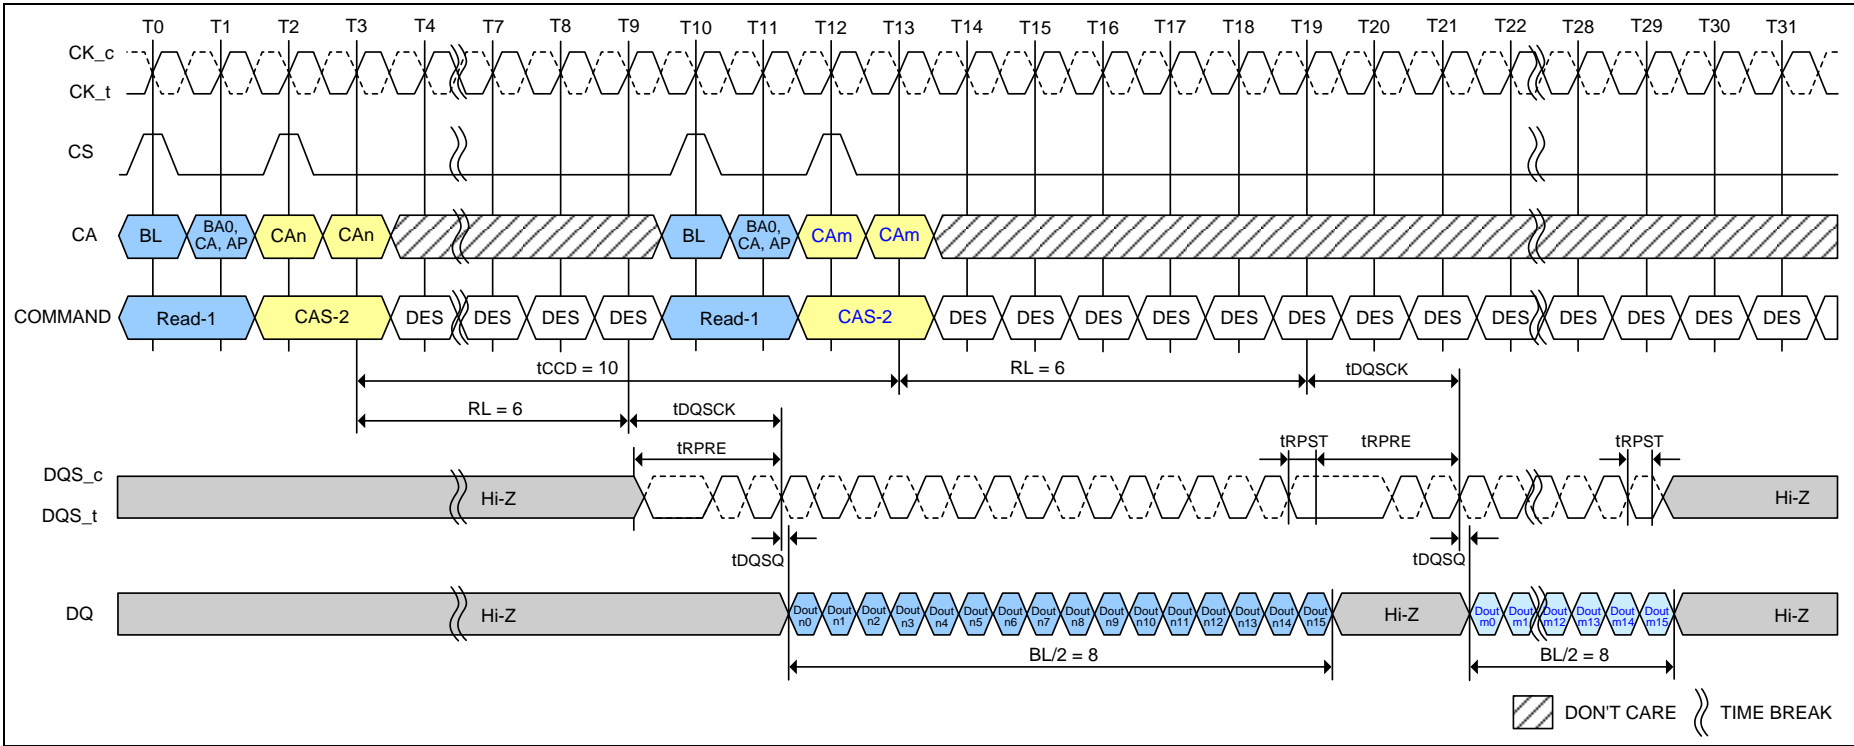 T0 T1 T2 T3 T4 T7 T8 T9 T10 T11 T12 T13 T14 T15 T16 T17 T18 T19 T20 T21 T22 T28 T29 T30 T31
CK_c
CK_t
CS
CA BL BA0, CA, AP CAn CAn BL BA0, CA, AP CAm CAm
COMMAND Read-1 CAS-2 DES DES DES DES Read-1 CAS-2 DES DES DES DES DES DES DES DES DES DES DES DES DES
tCCD = 10 RL = 6 tDQSCK
RL = 6 tDQSCK
tRPRE tRPST tRPRE tRPST
DQS_c
Hi-Z Hi-Z
DQS_t
tDQSQ tDQSQ
DQ Hi-Z Dout n0 Dout n1 Dout n2 Dout n3 Dout n4 Dout n5 Dout n6 Dout n7 Dout n8 Dout n9 Dout n10 Dout n11 Dout n12 Dout n13 Dout n14 Dout n15 Hi-Z Dout m0 Dout m1 Dout m12 Dout m13 Dout m14 Dout m15 Hi-Z
BL/2 = 8 BL/2 = 8
DON'T CARE TIME BREAK